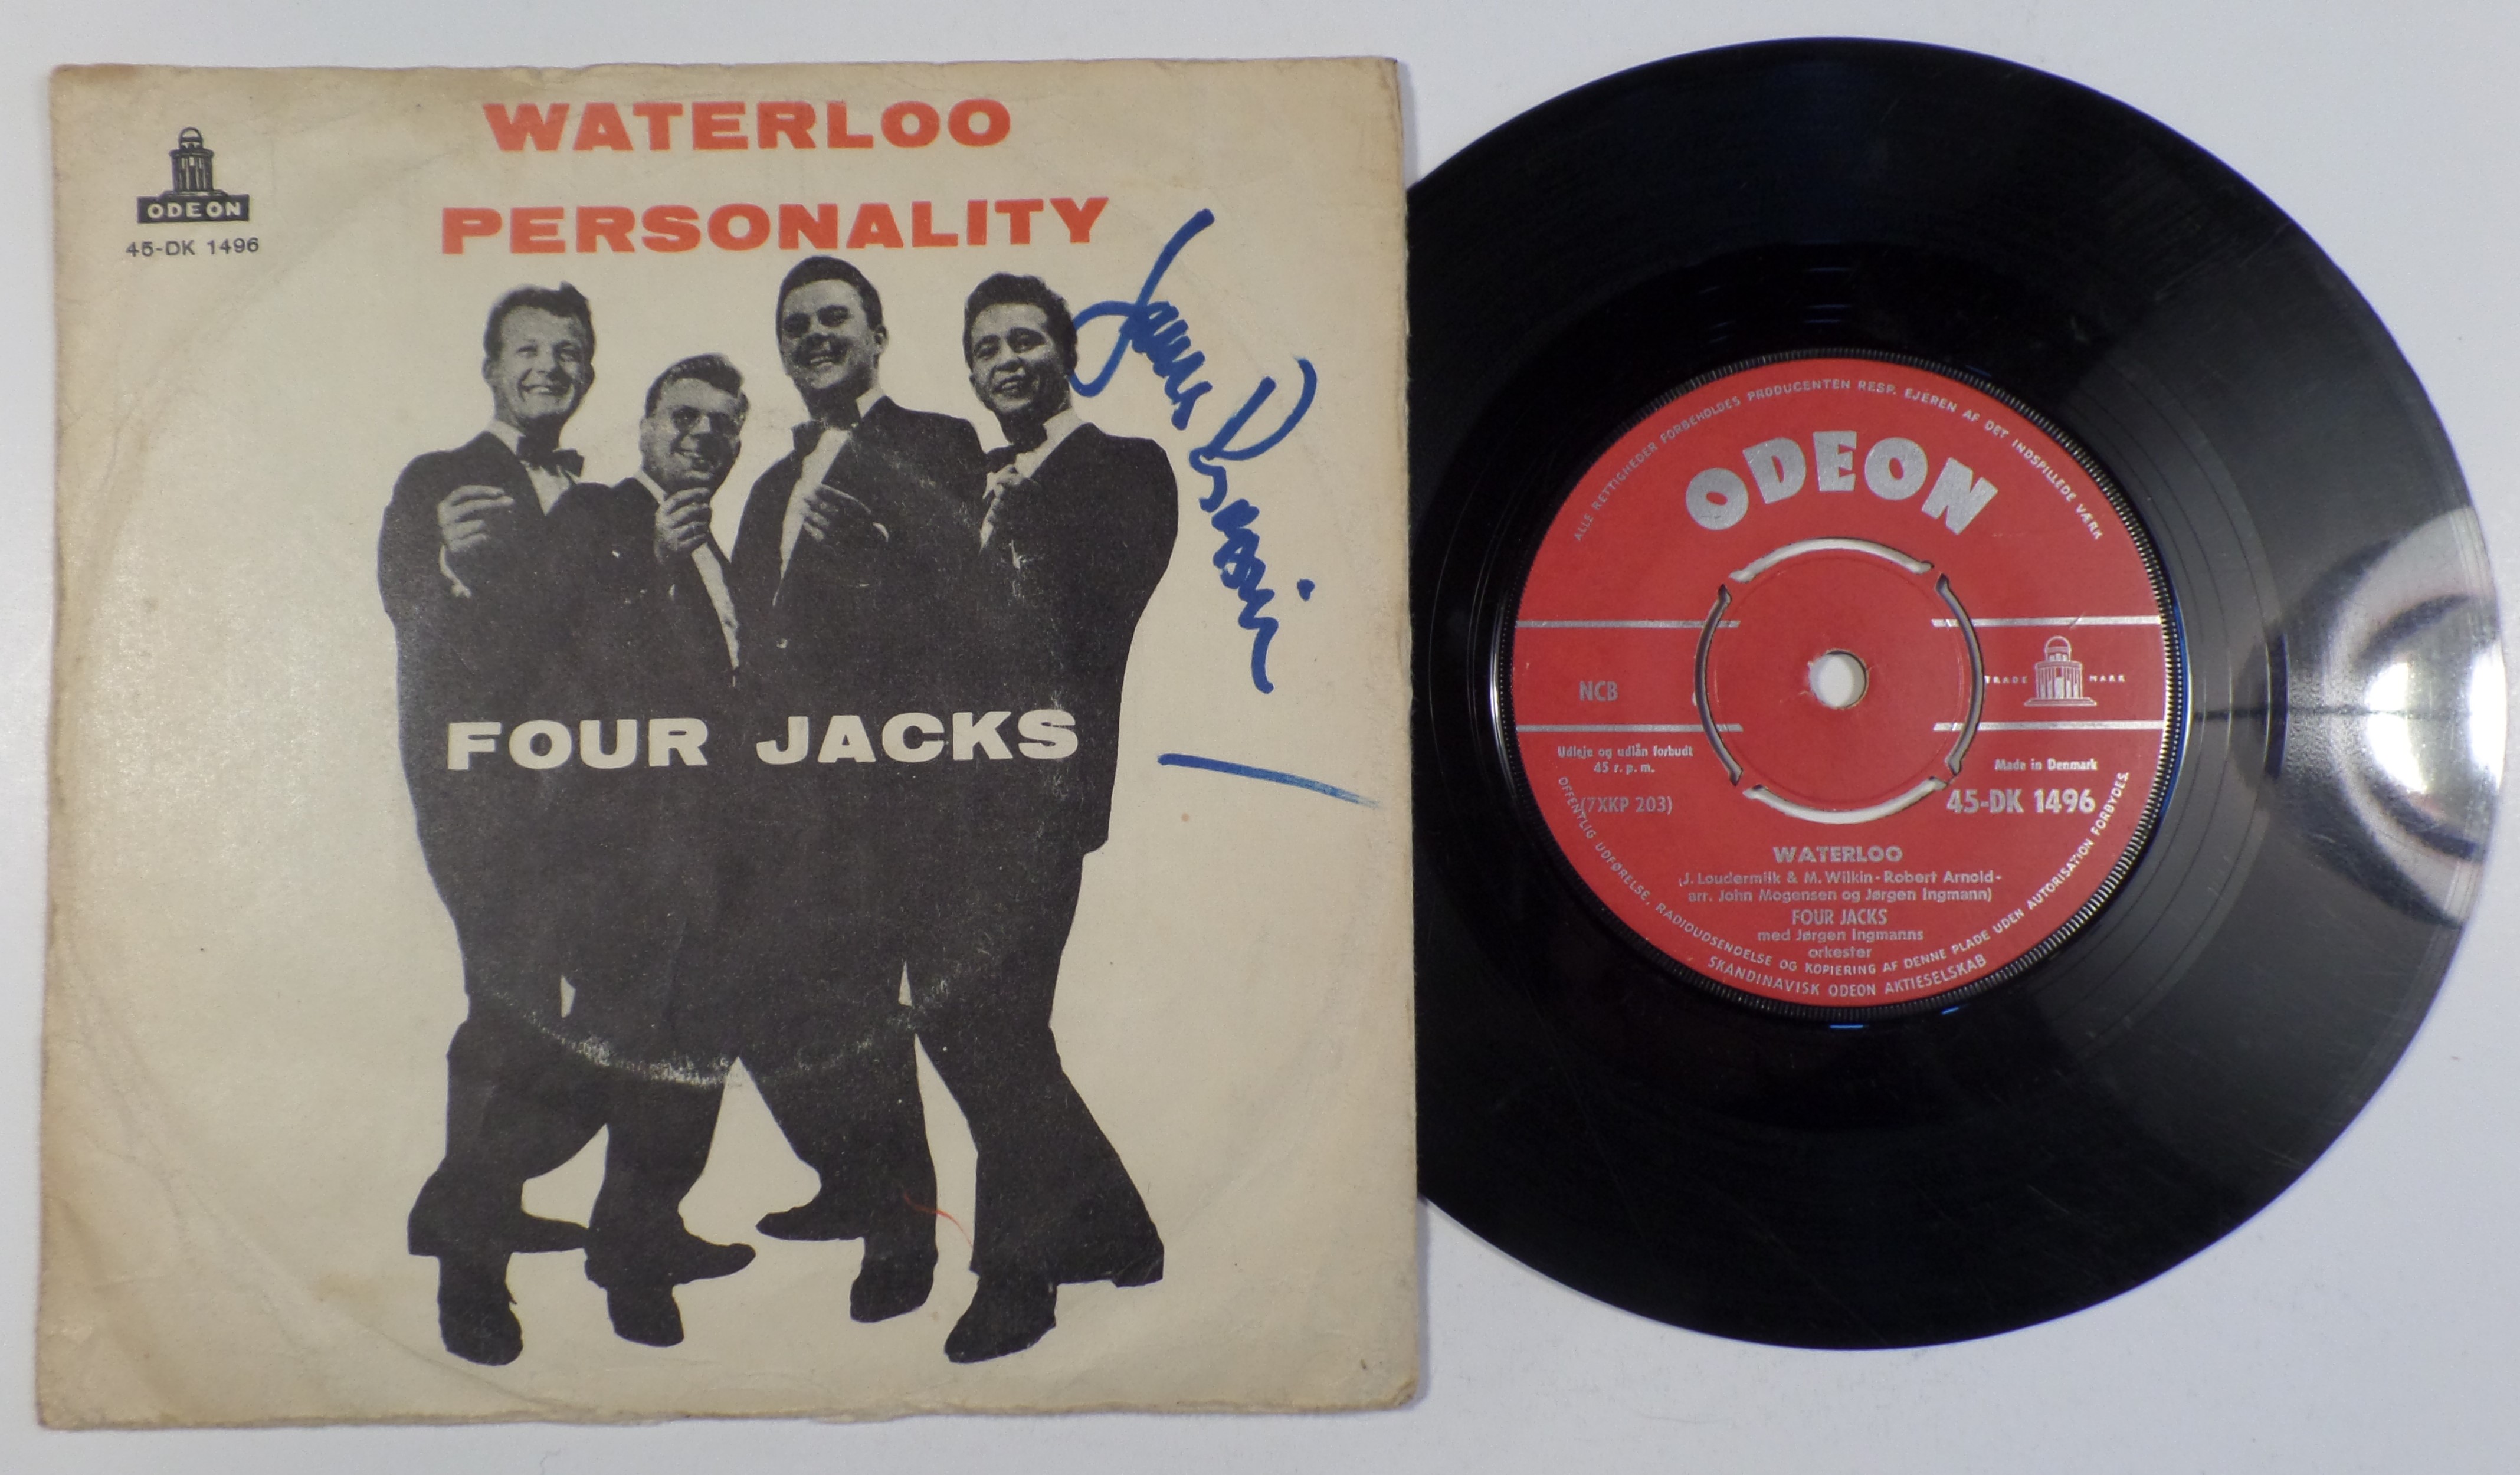 WATERLOO
PERSONALITY
ODEON
45-DK 1496
FOUR JACKS
ALLE RETTIGHEDER FORBEHOLDES PRODUCENTEN RESP. EJEREN AF DET INDSPILLEDE VÆRK
ODEON
NCB
TRADE MARK
Udleje og udlån forbudt
45 r.p.m.
Made in Denmark
(7XKP 203)
45-DK 1496
WATERLOO
(J. Loudermilk & M. Wilkin - Robert Arnold -
arr. John Mogensen og Jørgen Ingmann)
FOUR JACKS
med Jørgen Ingmanns
orkester
OFFENTLIG UDFØRELSE, RADIOUDSENDELSE OG KOPIERING AF DENNE PLADE UDEN AUTORISATION FORBYDES.
SKANDINAVISK ODEON AKTIESELSKAB